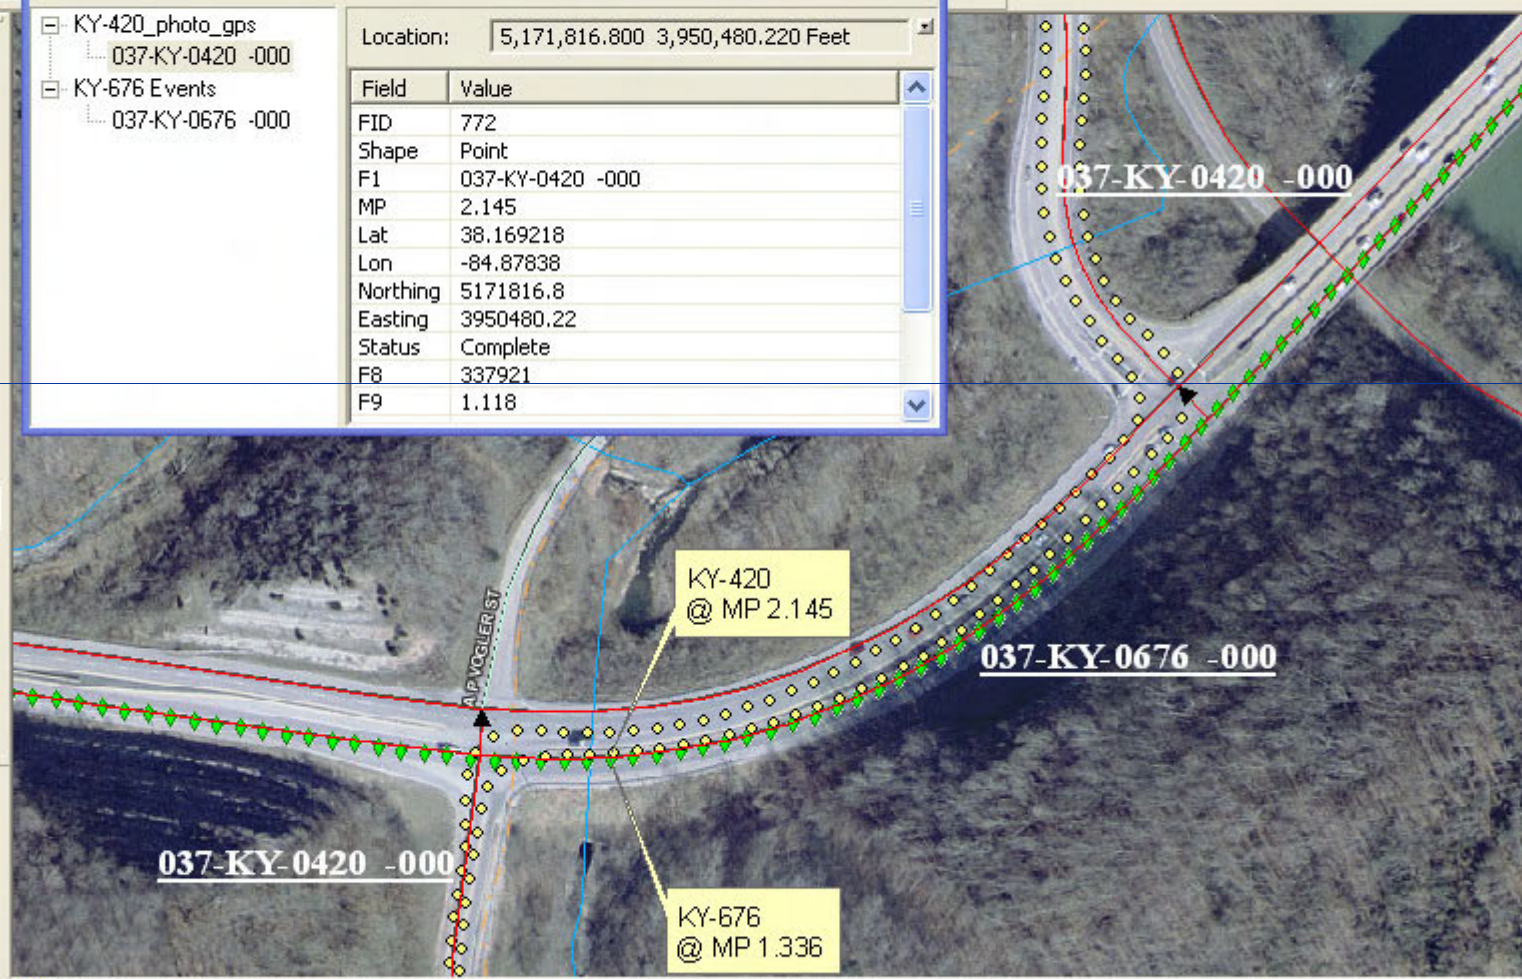 KY-420_photo_gps
037-KY-0420 -000
KY-676 Events
037-KY-0676 -000
Location: 5,171,816.800 3,950,480.220 Feet
Field Value
FID 772
Shape Point
F1 037-KY-0420 -000
MP 2.145
Lat 38.169218
Lon -84.87838
Northing 5171816.8
Easting 3950480.22
Status Complete
F8 337921
F9 1.118
037-KY-0420 -000
KY-420
@ MP 2.145
A P VOGLER ST
037-KY-0676 -000
037-KY-0420 -000
KY-676
@ MP 1.336